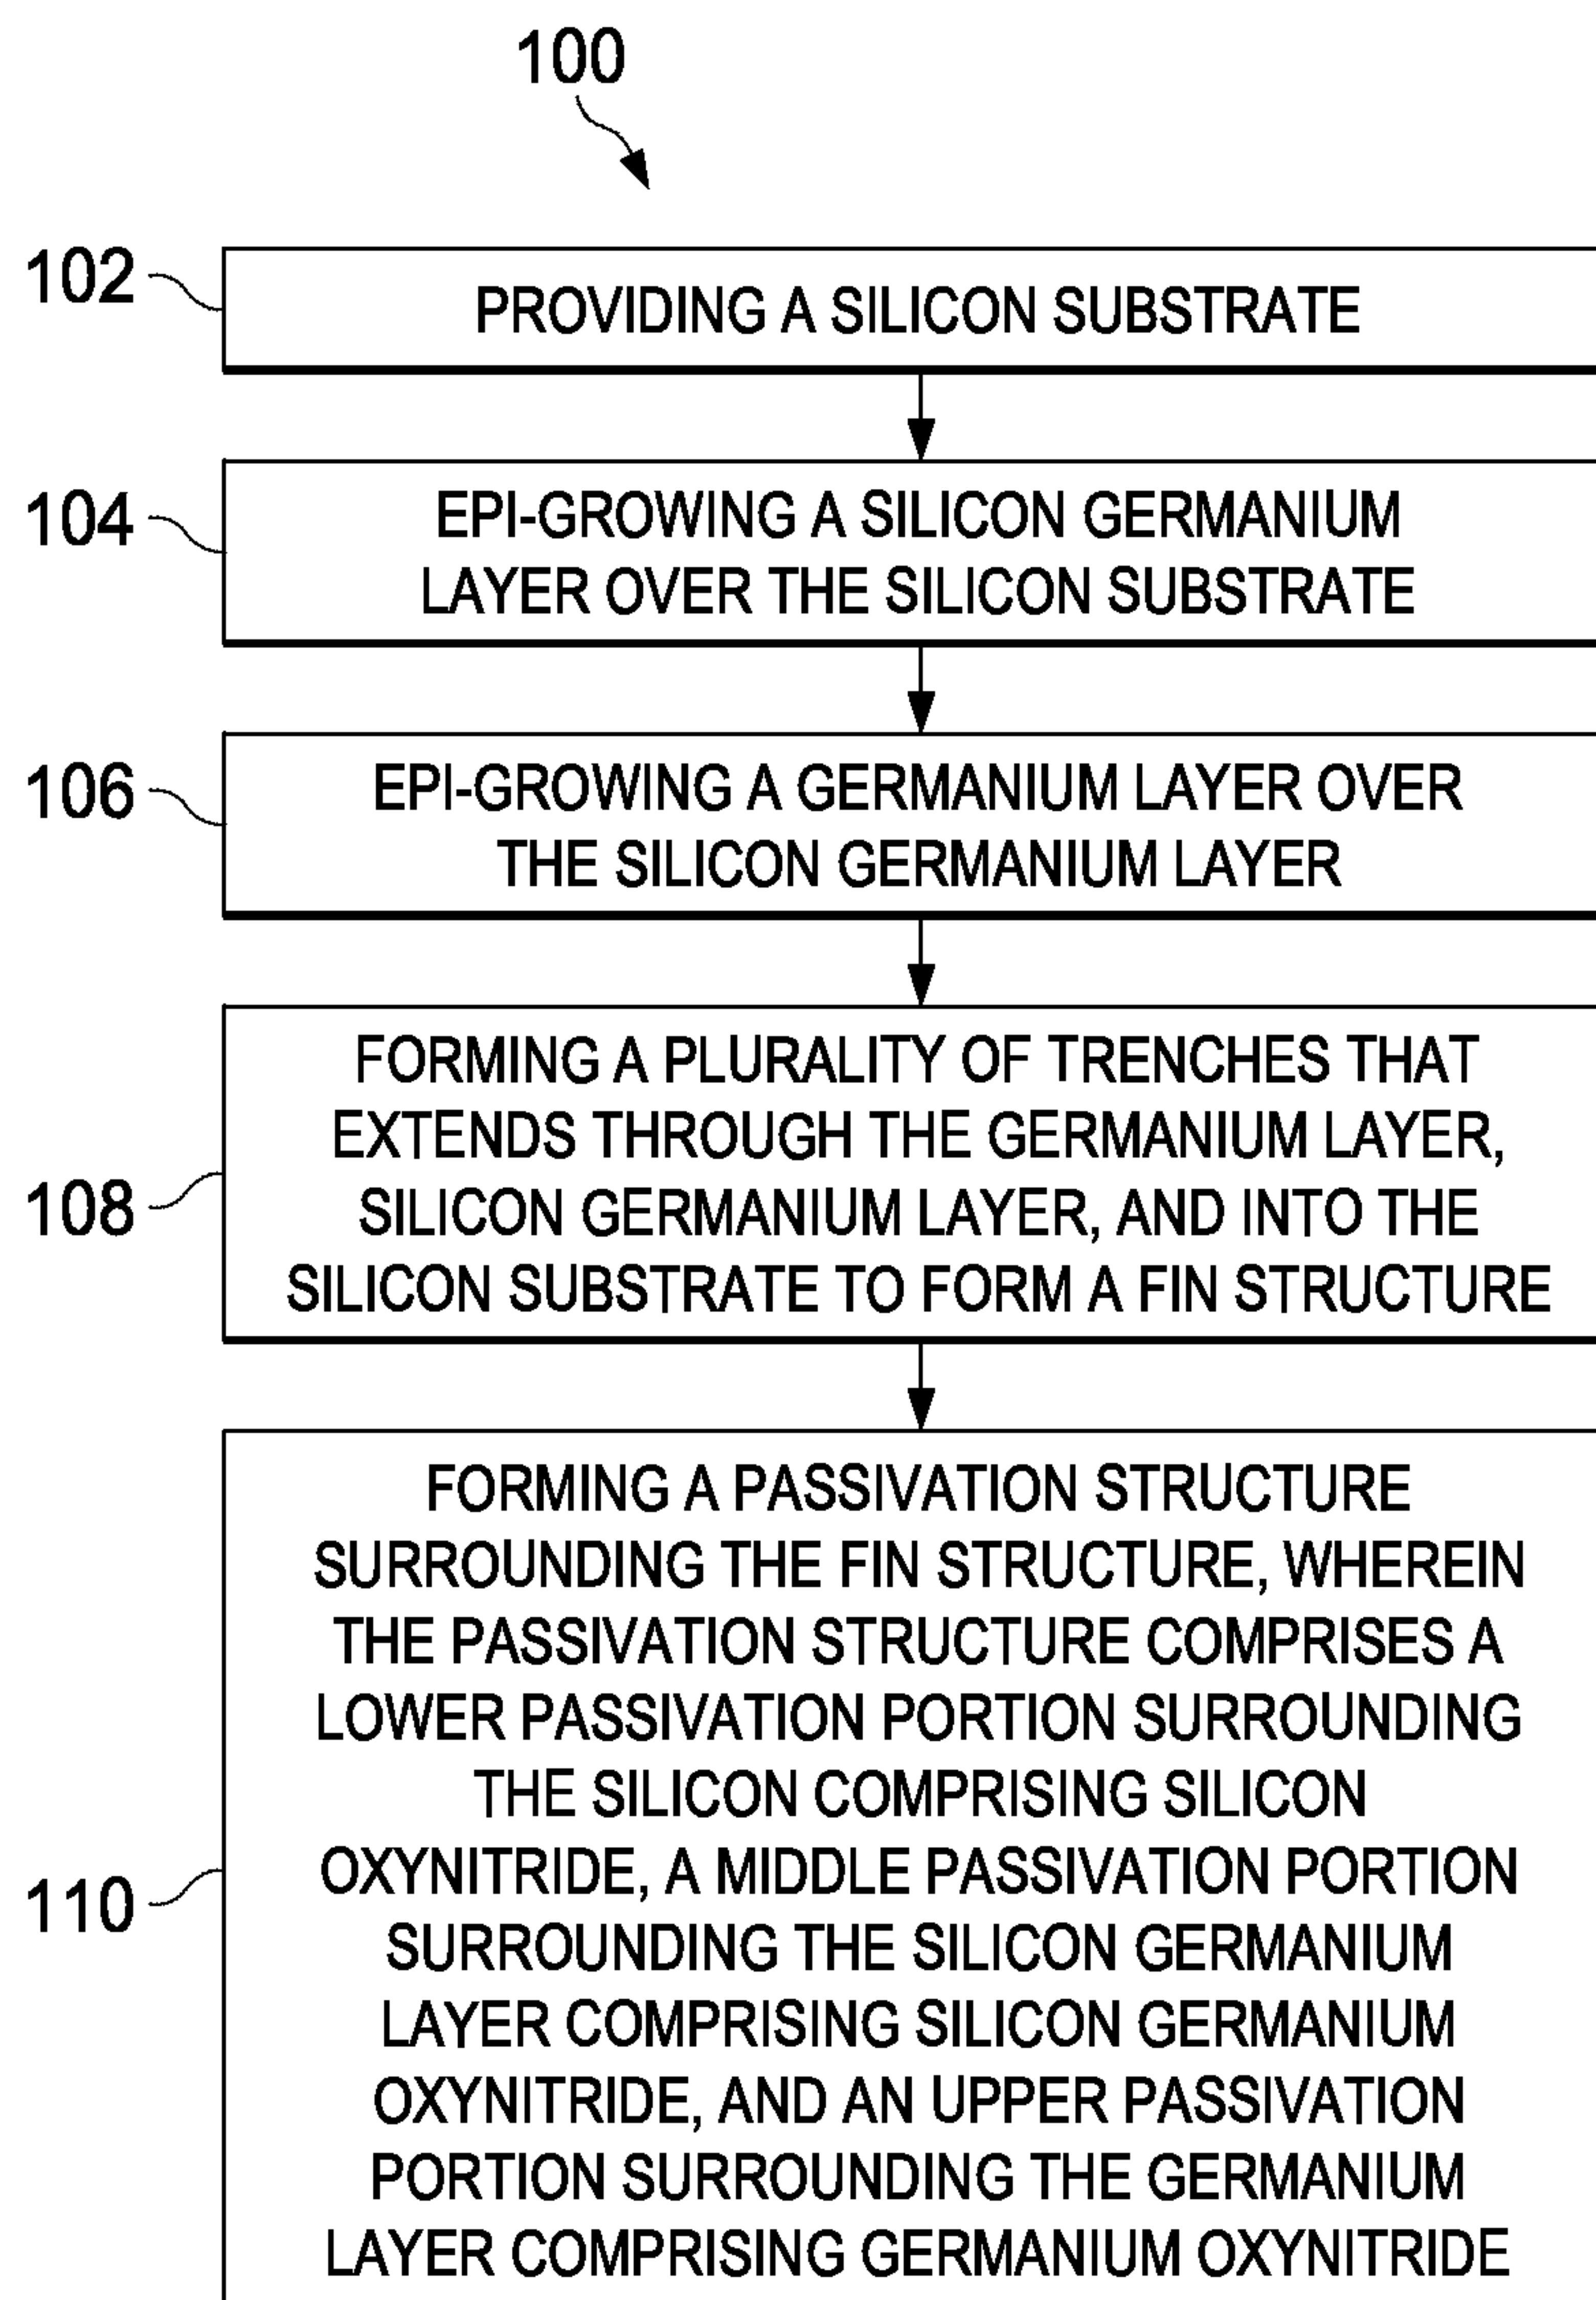 100
102
PROVIDING A SILICON SUBSTRATE
104
EPI-GROWING A SILICON GERMANIUM
LAYER OVER THE SILICON SUBSTRATE
106
EPI-GROWING A GERMANIUM LAYER OVER
THE SILICON GERMANIUM LAYER
108
FORMING A PLURALITY OF TRENCHES THAT
EXTENDS THROUGH THE GERMANIUM LAYER,
SILICON GERMANIUM LAYER, AND INTO THE
SILICON SUBSTRATE TO FORM A FIN STRUCTURE
110
FORMING A PASSIVATION STRUCTURE
SURROUNDING THE FIN STRUCTURE, WHEREIN
THE PASSIVATION STRUCTURE COMPRISES A
LOWER PASSIVATION PORTION SURROUNDING
THE SILICON COMPRISING SILICON
OXYNITRIDE, A MIDDLE PASSIVATION PORTION
SURROUNDING THE SILICON GERMANIUM
LAYER COMPRISING SILICON GERMANIUM
OXYNITRIDE, AND AN UPPER PASSIVATION
PORTION SURROUNDING THE GERMANIUM
LAYER COMPRISING GERMANIUM OXYNITRIDE